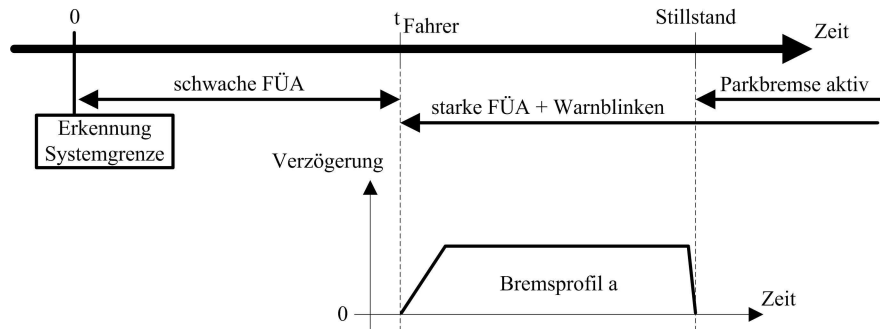 0
t Fahrer
Stillstand
Zeit
schwache FÜA
Parkbremse aktiv
starke FÜA + Warnblinken
Erkennung
Systemgrenze
Verzögerung
Bremsprofil a
0
Zeit